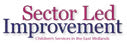 Sector Led
Improvement
Children's Services in the East Midlands